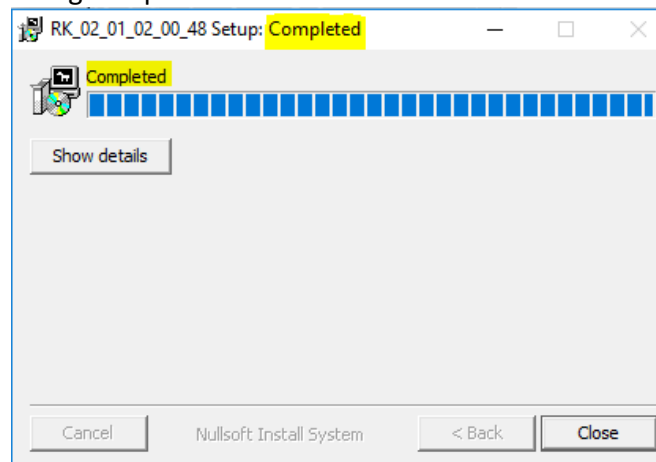 RK_02_01_02_00_48 Setup: Completed
Completed
Show details
Cancel
Nullsoft Install System
< Back
Close